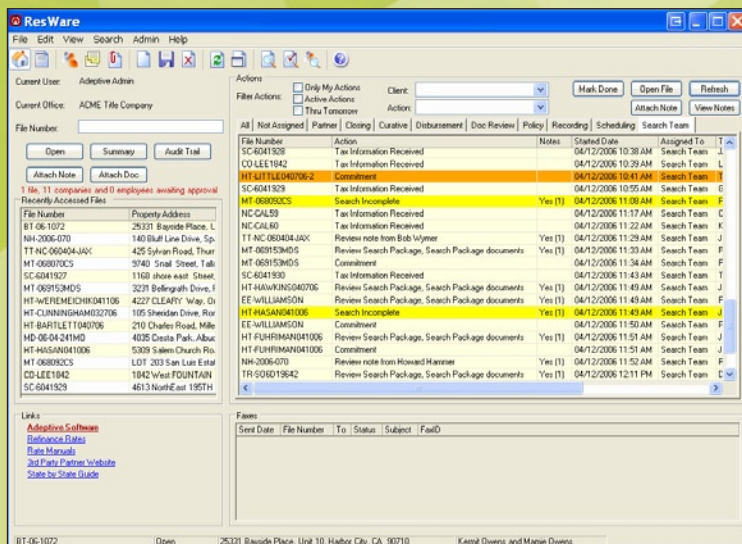 ResWare
File Edit View Search Admin Help
Current User: Adeptive Admin
Current Office: ACME Title Company
File Number:
Open Summary Audit Trail
Attach Note Attach Doc
1 file, 11 companies and 0 employees awaiting approval
Recently Accessed Files
File Number Property Address
BT-06-1072 25331 Bayside Place, U
NH-2006-070 140 Bluff Line Drive, Sp
TT-NC-060404-JAX 425 Sylvan Road, Thur
MT-068070CS 9740 Snail Street, Talla
SC-6041927 1168 shore east Street,
MT-069153MDS 3231 Bellingrath Drive, F
HT-WEREMEICHIK041106 4227 CLEARY Way, Or
HT-CUNNINGHAM032706 105 Sheridan Drive, Ror
HT-BARTLETT040706 210 Charles Road, Mille
MD-06-04-241MO 4035 Cresta Park, Albuc
HT-HASAN041006 5309 Salem Church Ro
MT-068092CS LOT 203 San Luis Estat
CO-LEE1842 1842 West FOUNTAIN
SC-6041929 4613 NorthEast 195TH
Actions
Filter Actions:
Only My Actions
Active Actions
Thru Tomorrow
Client:
Action:
Mark Done Open File Refresh
Attach Note View Notes
All Not Assigned Partner Closing Curative Disbursement Doc Review Policy Recording Scheduling Search Team
File Number Action Notes Started Date Assigned To T
SC-6041928 Tax Information Received 04/12/2006 10:38 AM Search Team J
CO-LEE1842 Tax Information Received 04/12/2006 10:39 AM Search Team L
HT-LITTLE040706-2 Commitment 04/12/2006 10:41 AM Search Team T
SC-6041929 Tax Information Received 04/12/2006 10:55 AM Search Team G
MT-068092CS Search Incomplete Yes (1) 04/12/2006 11:08 AM Search Team F
NC-CAL59 Tax Information Received 04/12/2006 11:17 AM Search Team C
NC-CAL60 Tax Information Received 04/12/2006 11:22 AM Search Team K
TT-NC-060404-JAX Review note from Bob Wymer Yes (1) 04/12/2006 11:29 AM Search Team J
MT-069153MDS Review Search Package, Search Package documents Yes (1) 04/12/2006 11:34 AM Search Team F
MT-069153MDS Commitment 04/12/2006 11:34 AM Search Team F
SC-6041930 Tax Information Received 04/12/2006 11:43 AM Search Team T
HT-HAWKINS040706 Review Search Package, Search Package documents Yes (1) 04/12/2006 11:49 AM Search Team J
EE-WILLIAMSON Review Search Package, Search Package documents Yes (1) 04/12/2006 11:49 AM Search Team F
HT-HASAN041006 Search Incomplete Yes (1) 04/12/2006 11:49 AM Search Team J
EE-WILLIAMSON Commitment 04/12/2006 11:50 AM Search Team F
HT-FUHRIMAN041006 Review Search Package, Search Package documents Yes (1) 04/12/2006 11:51 AM Search Team J
HT-FUHRIMAN041006 Commitment 04/12/2006 11:51 AM Search Team J
NH-2006-070 Review note from Howard Hammer Yes (1) 04/12/2006 11:52 AM Search Team F
TR-SO6D19642 Review Search Package, Search Package documents Yes (1) 04/12/2006 12:11 PM Search Team D
Links
Adeptive Software
Refinance Rates
Rate Manuals
3rd Party Partner Website
State by State Guide
Faxes
Sent Date File Number To Status Subject FaxID
BT-06-1072 Open 25331 Bayside Place, Unit 10, Harbor City, CA 90710 Kermit Owens and Mamie Owens